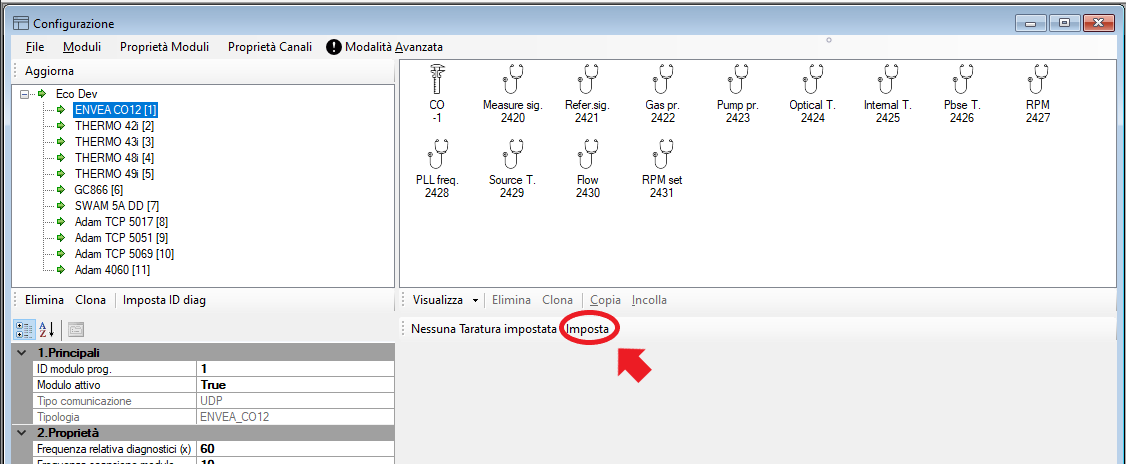 Configurazione
File Moduli Proprietà Moduli Proprietà Canali ! Modalità Avanzata
Aggiorna
Eco Dev
ENVEA CO12 [1]
THERMO 42i [2]
THERMO 43i [3]
THERMO 48i [4]
THERMO 49i [5]
GC866 [6]
SWAM 5A DD [7]
Adam TCP 5017 [8]
Adam TCP 5051 [9]
Adam TCP 5069 [10]
Adam 4060 [11]
CO Measure sig. Refer.sig. Gas pr. Pump pr. Optical T. Internal T. Pbse T. RPM
-1 2420 2421 2422 2423 2424 2425 2426 2427
PLL freq. Source T. Flow RPM set
2428 2429 2430 2431
Elimina Clona Imposta ID diag
Visualizza Elimina Clona Copia Incolla
Nessuna Taratura impostata Imposta
1.Principali
ID modulo prog. 1
Modulo attivo True
Tipo comunicazione UDP
Tipologia ENVEA_CO12
2.Proprietà
Frequenza relativa diagnostici (x) 60
Frequenza scansione modulo 10